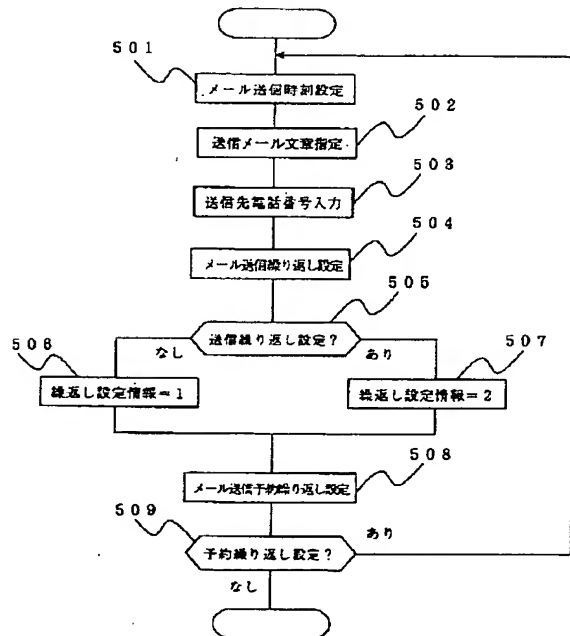 501
メール送信時刻設定
502
送信メール文章指定
503
送信先電話番号入力
504
メール送信繰り返し設定
505
送信繰り返し設定?
なし
あり
506
繰返し設定情報=1
507
繰返し設定情報=2
508
メール送信予約繰り返し設定
509
予約繰り返し設定?
あり
なし